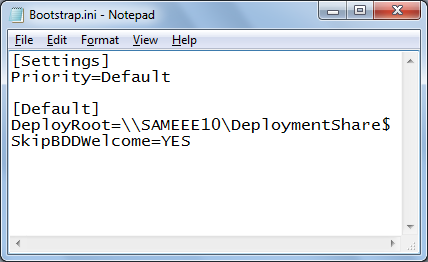 Bootstrap.ini - Notepad
File Edit Format View Help
[Settings]
Priority=Default
[Default]
DeployRoot=\\SAMEEE10\DeploymentShare$
SkipBDDWelcome=YES